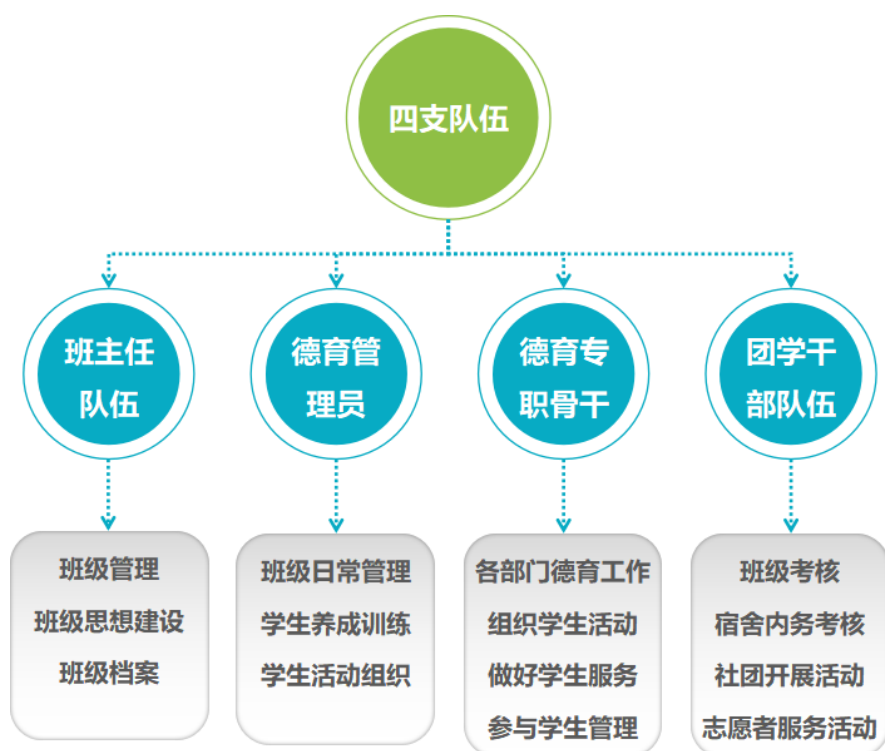 四支队伍
班主任
队伍
德育管
理员
德育专
职骨干
团学干
部队伍
班级管理
班级思想建设
班级档案
班级日常管理
学生养成训练
学生活动组织
各部门德育工作
组织学生活动
做好学生服务
参与学生管理
班级考核
宿舍内务考核
社团开展活动
志愿者服务活动